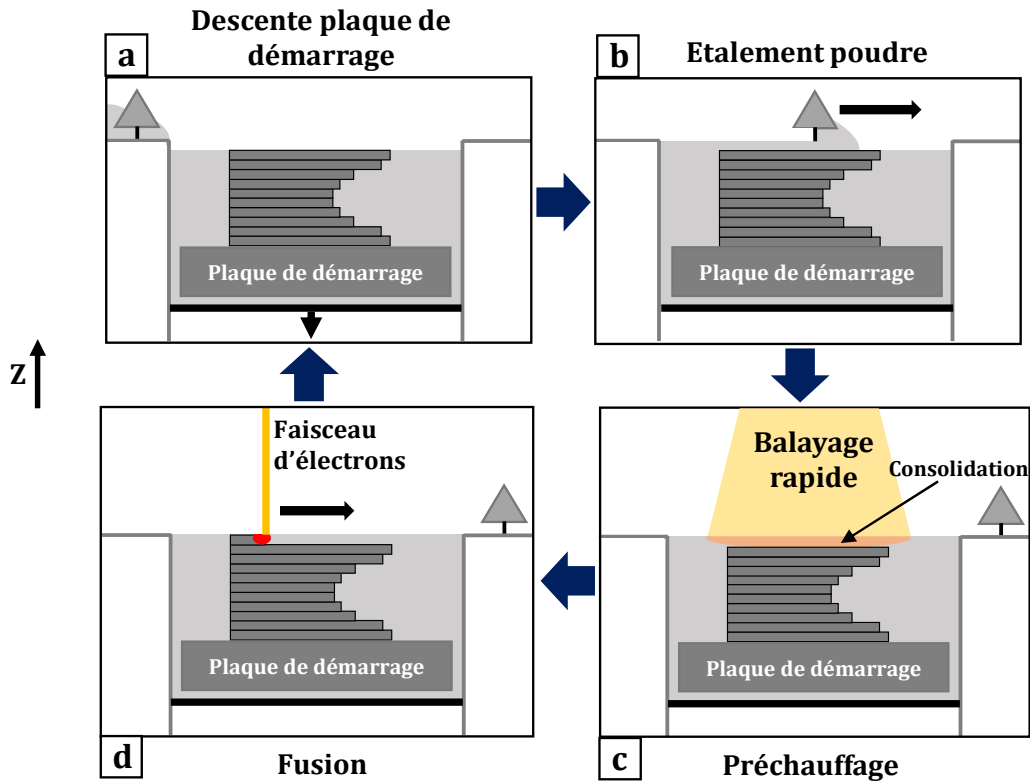 Descente plaque de
démarrage
a
Plaque de démarrage
Etalement poudre
b
Plaque de démarrage
Z
Faisceau
d’électrons
Plaque de démarrage
d
Fusion
Balayage
rapide
Consolidation
Plaque de démarrage
c
Préchauffage